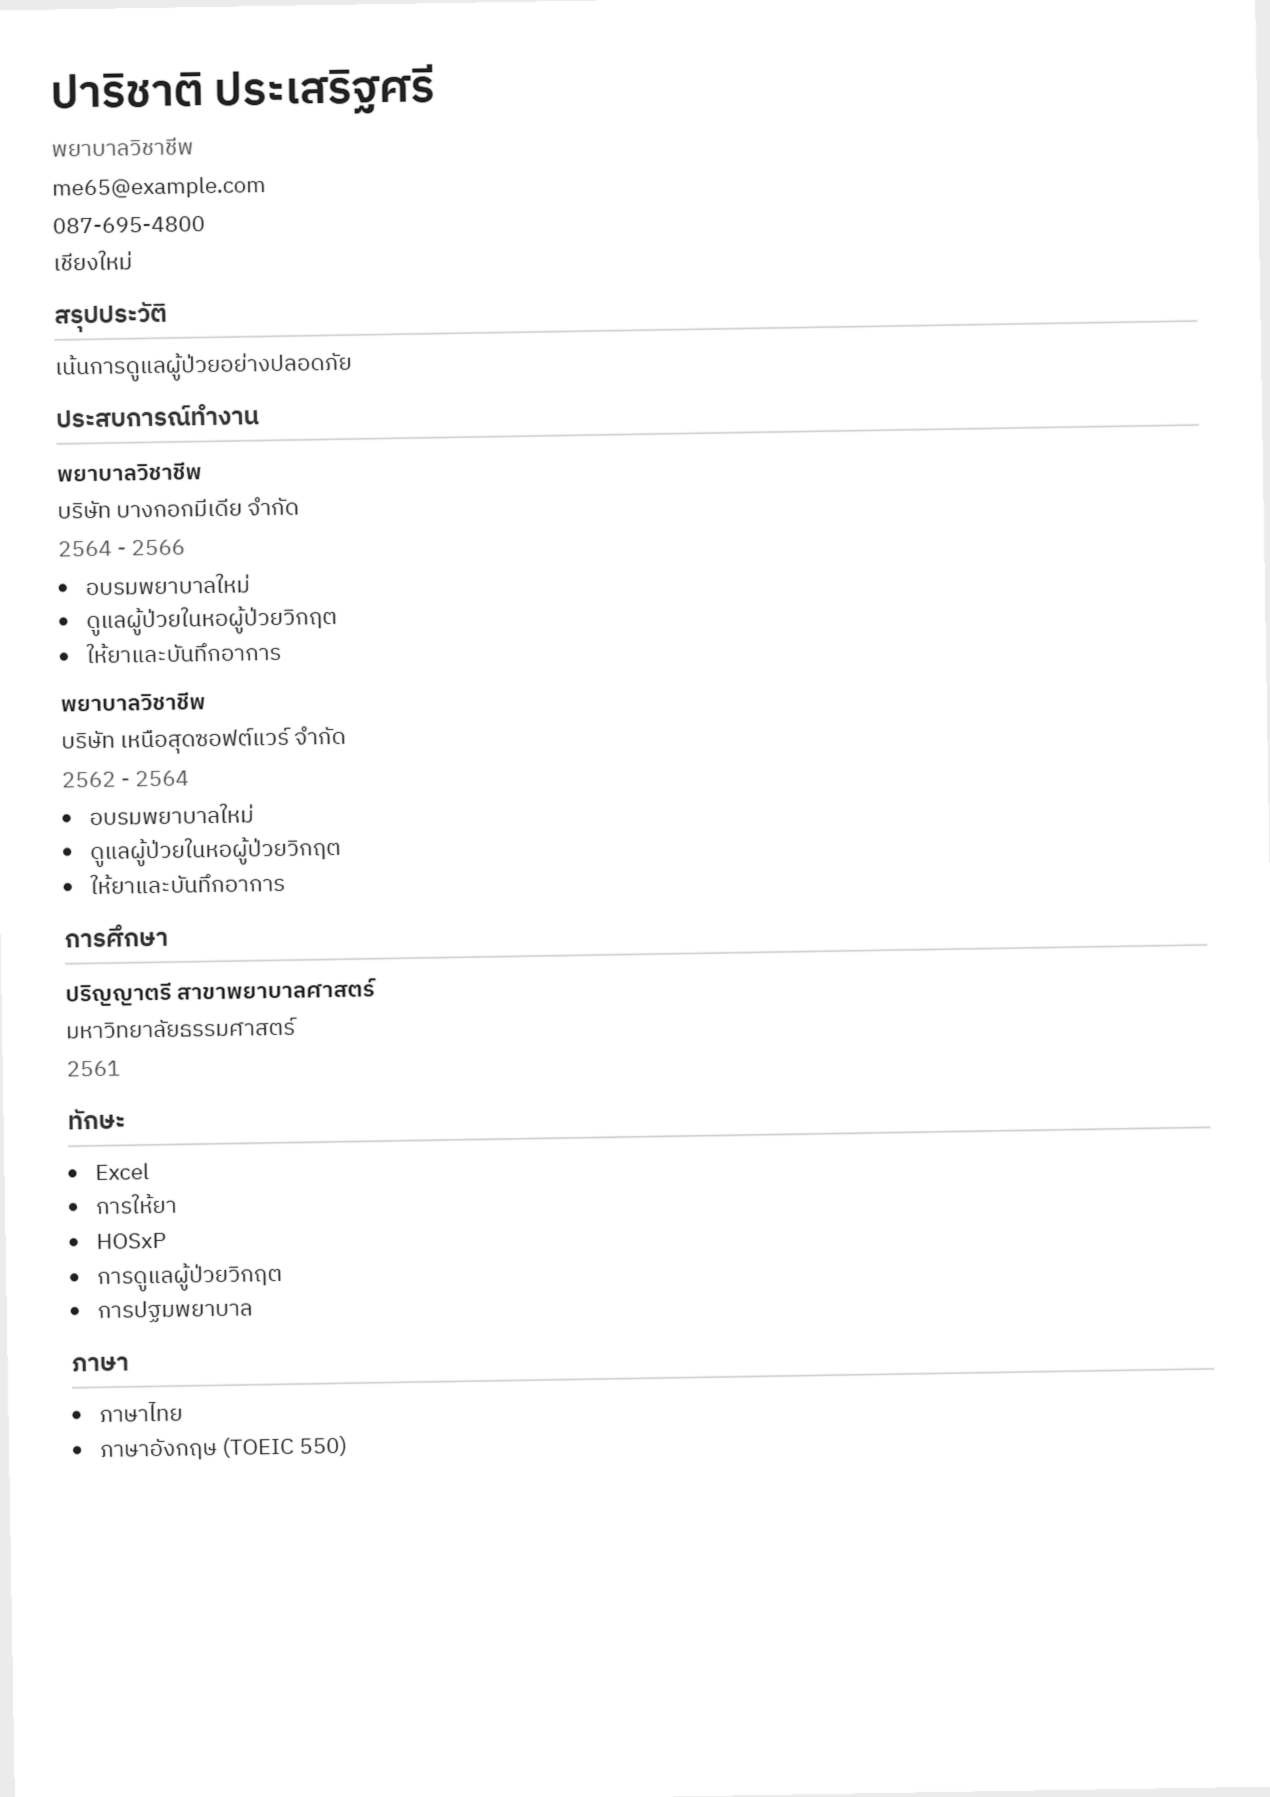 ปาริชาติ ประเสริฐศรี
พยาบาลวิชาชีพ
me65@example.com
087-695-4800
เชียงใหม่
สรุปประวัติ
เน้นการดูแลผู้ป่วยอย่างปลอดภัย
ประสบการณ์ทำงาน
พยาบาลวิชาชีพ
บริษัท บางกอกมีเดีย จำกัด
2564 - 2566
• อบรมพยาบาลใหม่
• ดูแลผู้ป่วยในหอผู้ป่วยวิกฤต
• ให้ยาและบันทึกอาการ
พยาบาลวิชาชีพ
บริษัท เหนือสุดซอฟต์แวร์ จำกัด
2562 - 2564
• อบรมพยาบาลใหม่
• ดูแลผู้ป่วยในหอผู้ป่วยวิกฤต
• ให้ยาและบันทึกอาการ
การศึกษา
ปริญญาตรี สาขาพยาบาลศาสตร์
มหาวิทยาลัยธรรมศาสตร์
2561
ทักษะ
• Excel
• การให้ยา
• HOSxP
• การดูแลผู้ป่วยวิกฤต
• การปฐมพยาบาล
ภาษา
• ภาษาไทย
• ภาษาอังกฤษ (TOEIC 550)